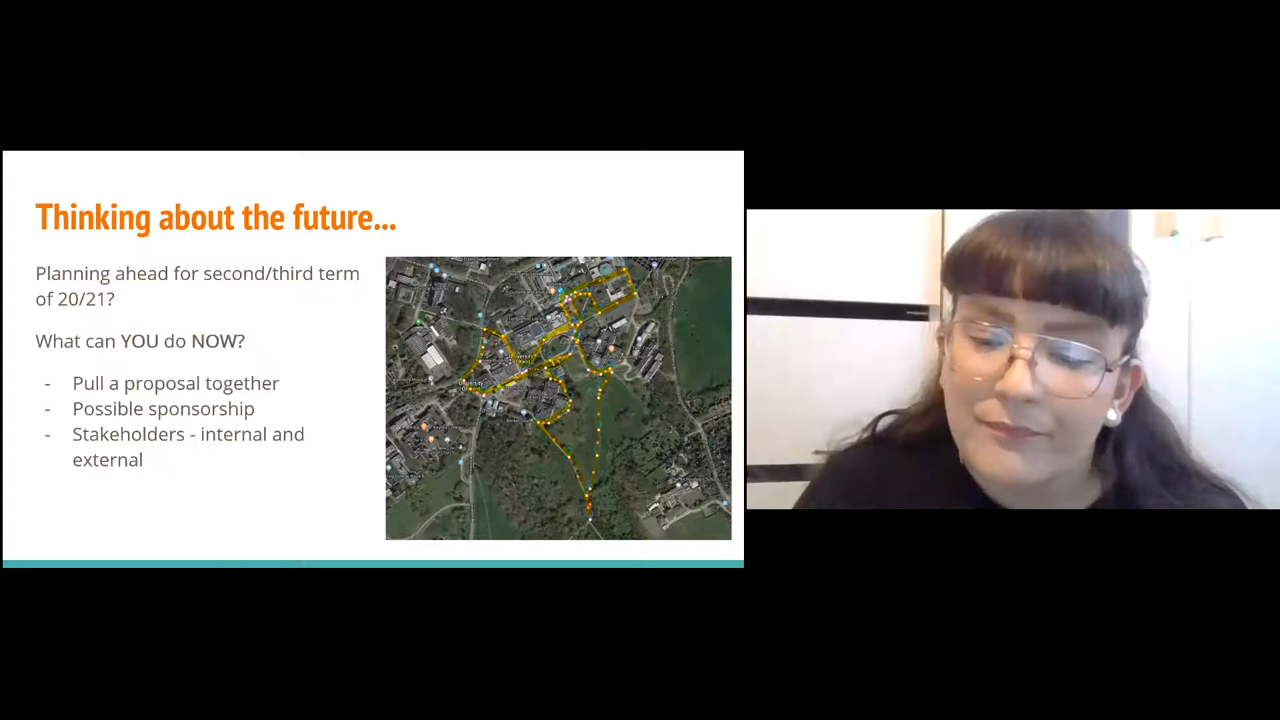 Thinking about the future...
Planning ahead for second/third term
of 20/21?
What can YOU do NOW?
- Pull a proposal together
- Possible sponsorship
- Stakeholders - internal and
external
University